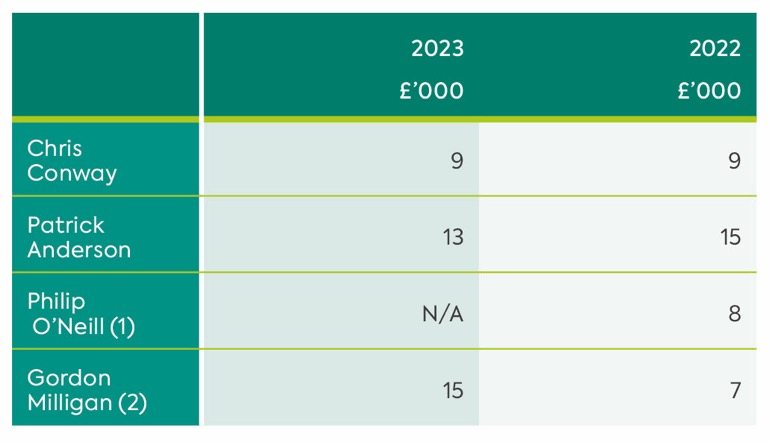 2023 2022
£’000 £’000
Chris
Conway 9 9
Patrick
Anderson 13 15
Philip
O’Neill (1) N/A 8
Gordon
Milligan (2) 15 7